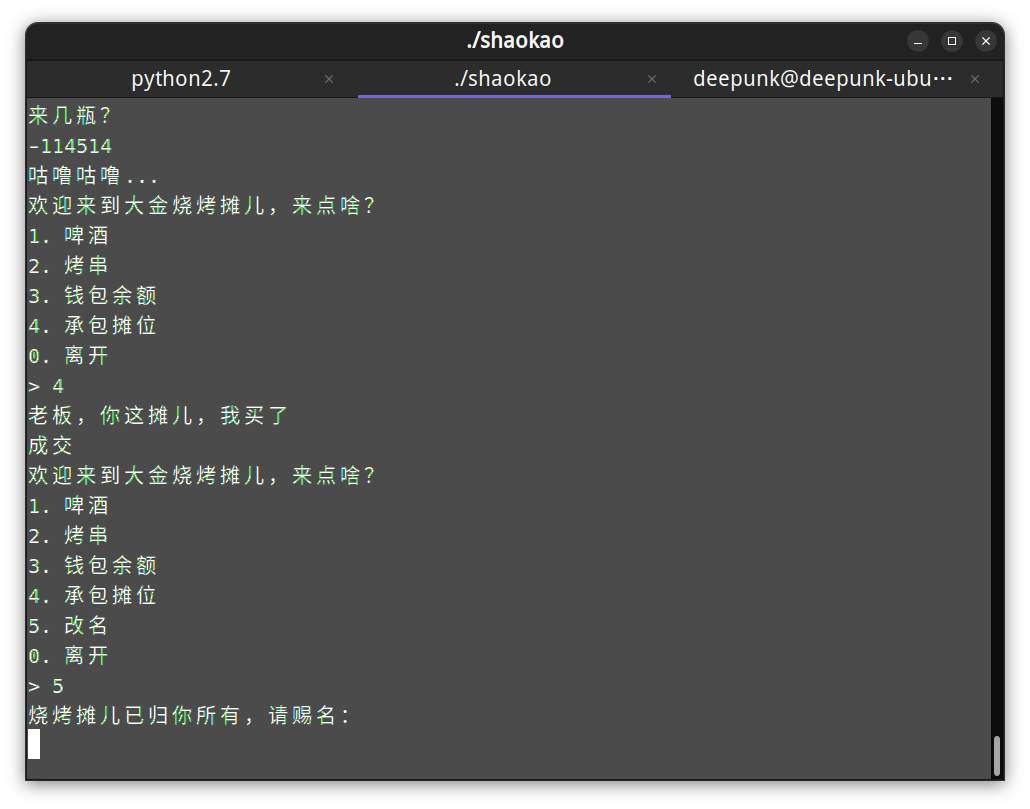 ./shaokao
python2.7
./shaokao
deepunk@deepunk-ubu···
来几瓶?
-114514
咕噜咕噜...
欢迎来到大金烧烤摊儿，来点啥?
1. 啤酒
2. 烤串
3. 钱包余额
4. 承包摊位
0. 离开
> 4
老板，你这摊儿，我买了
成交
欢迎来到大金烧烤摊儿，来点啥?
1. 啤酒
2. 烤串
3. 钱包余额
4. 承包摊位
5. 改名
0. 离开
> 5
烧烤摊儿已归你所有，请赐名：